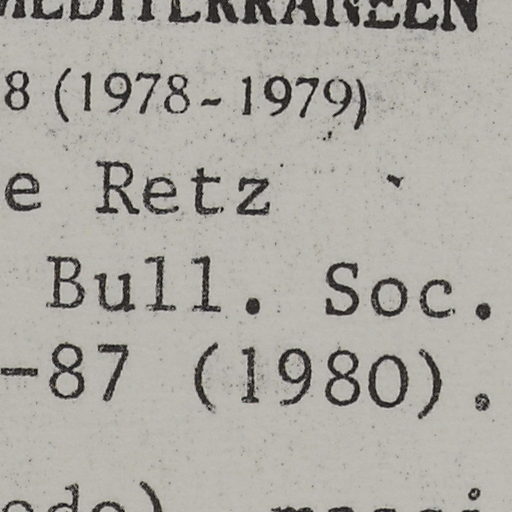 MEDITERRANEEN
8 (1978-1979)
e Retz
Bull. Soc.
-87 (1980).